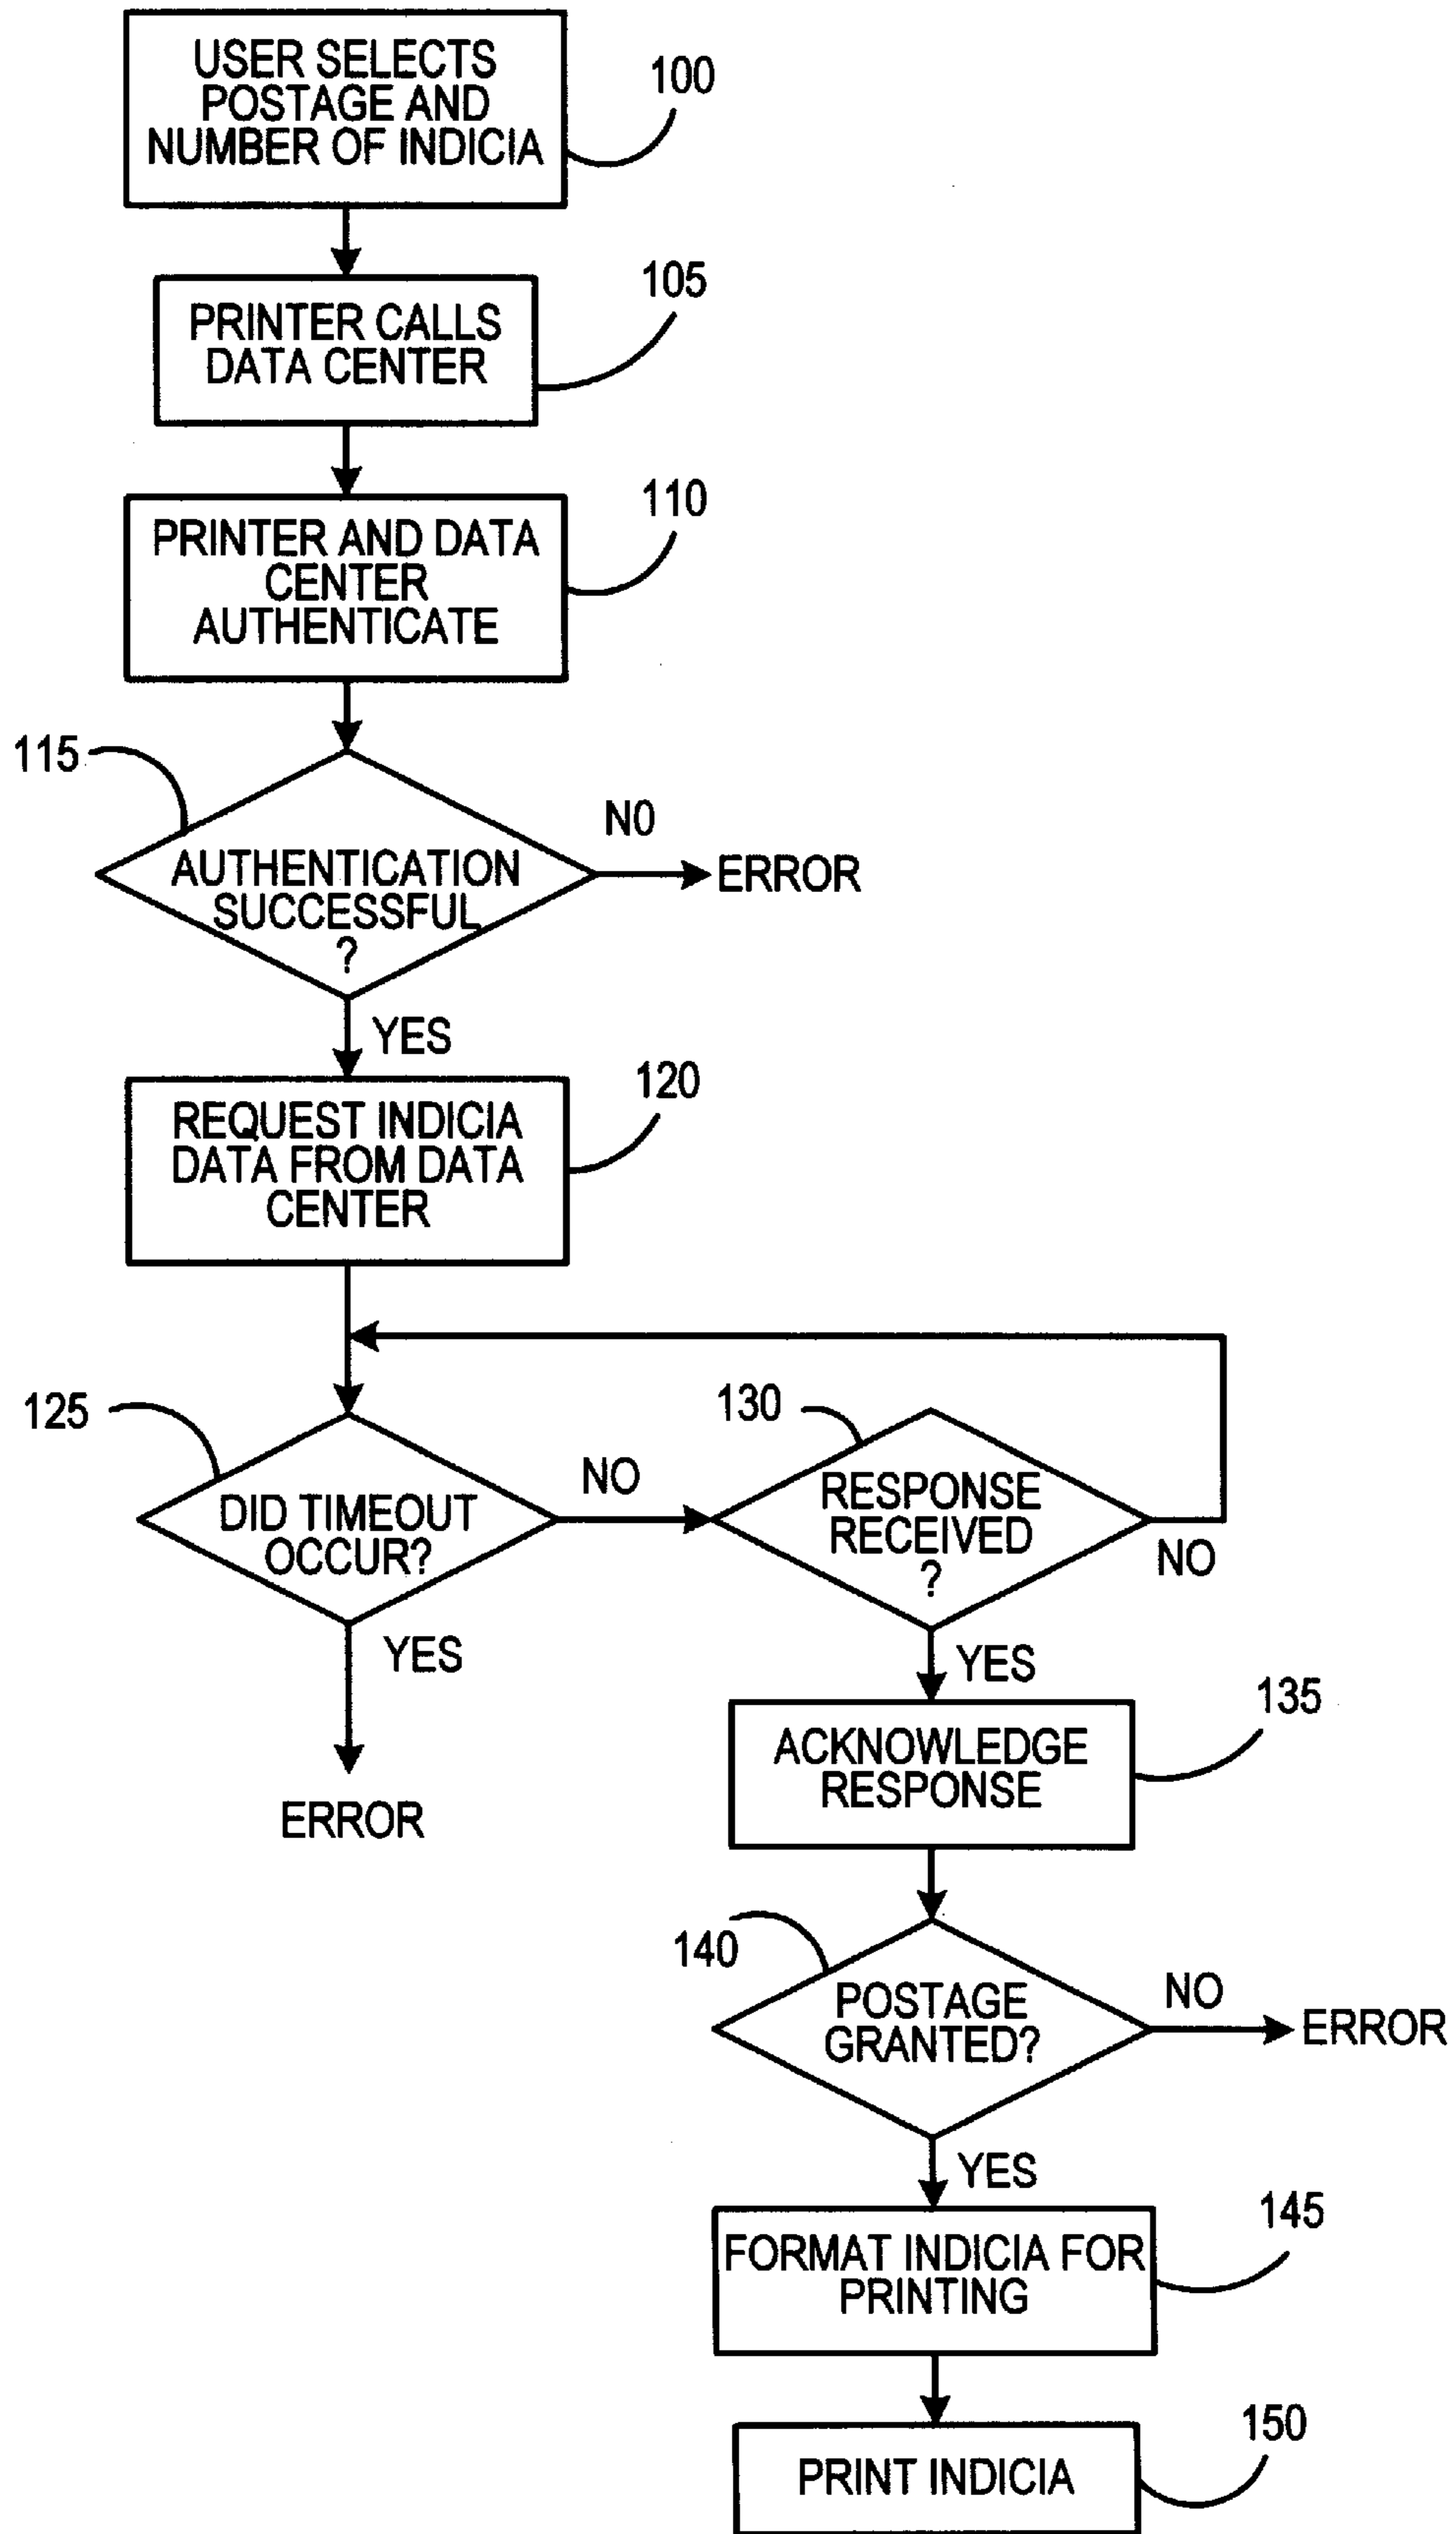 USER SELECTS
POSTAGE AND
NUMBER OF INDICIA
100
PRINTER CALLS
DATA CENTER
105
PRINTER AND DATA
CENTER
AUTHENTICATE
110
115
AUTHENTICATION
SUCCESSFUL
?
NO
ERROR
YES
REQUEST INDICIA
DATA FROM DATA
CENTER
120
125
DID TIMEOUT
OCCUR?
NO
YES
ERROR
130
RESPONSE
RECEIVED
?
NO
YES
ACKNOWLEDGE
RESPONSE
135
140
POSTAGE
GRANTED?
NO
ERROR
YES
FORMAT INDICIA FOR
PRINTING
145
PRINT INDICIA
150